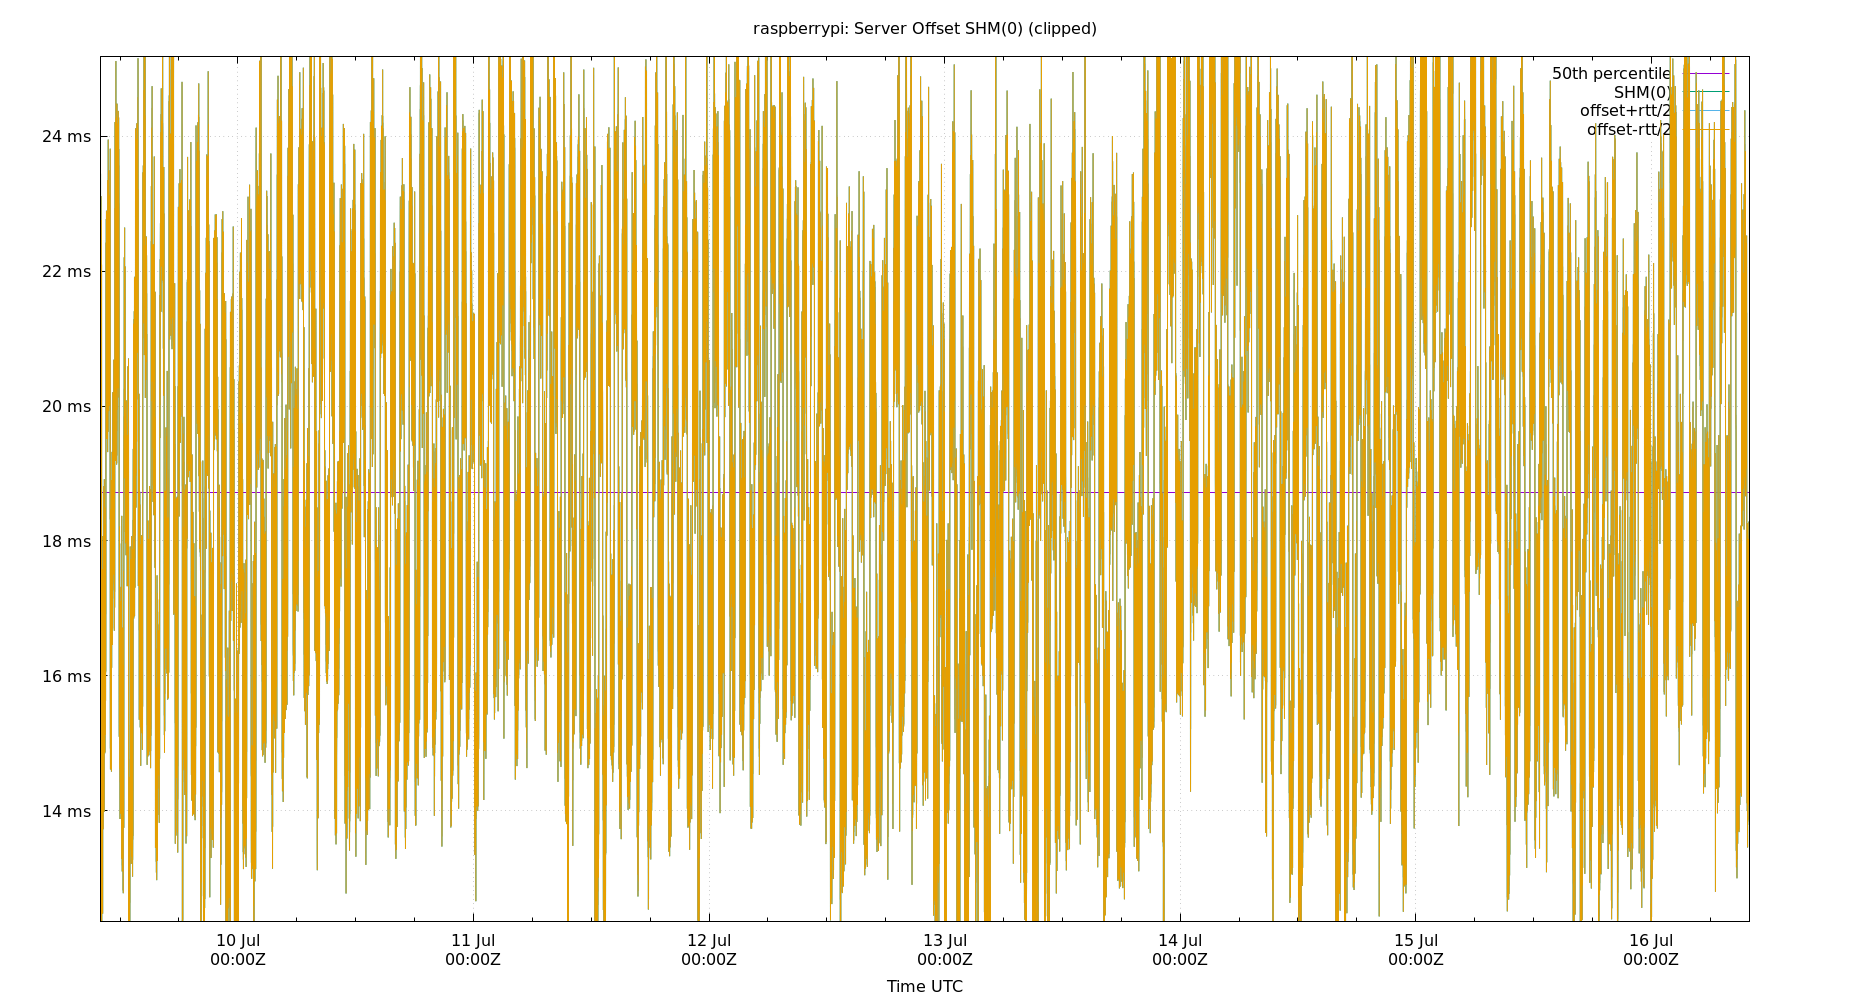 raspberrypi: Server Offset SHM(0) (clipped)
50th percentile
SHM(0)
offset+rtt/2
offset-rtt/2
24 ms
22 ms
20 ms
18 ms
16 ms
14 ms
10 Jul 11 Jul 12 Jul 13 Jul 14 Jul 15 Jul 16 Jul
00:00Z 00:00Z 00:00Z 00:00Z 00:00Z 00:00Z 00:00Z
Time UTC